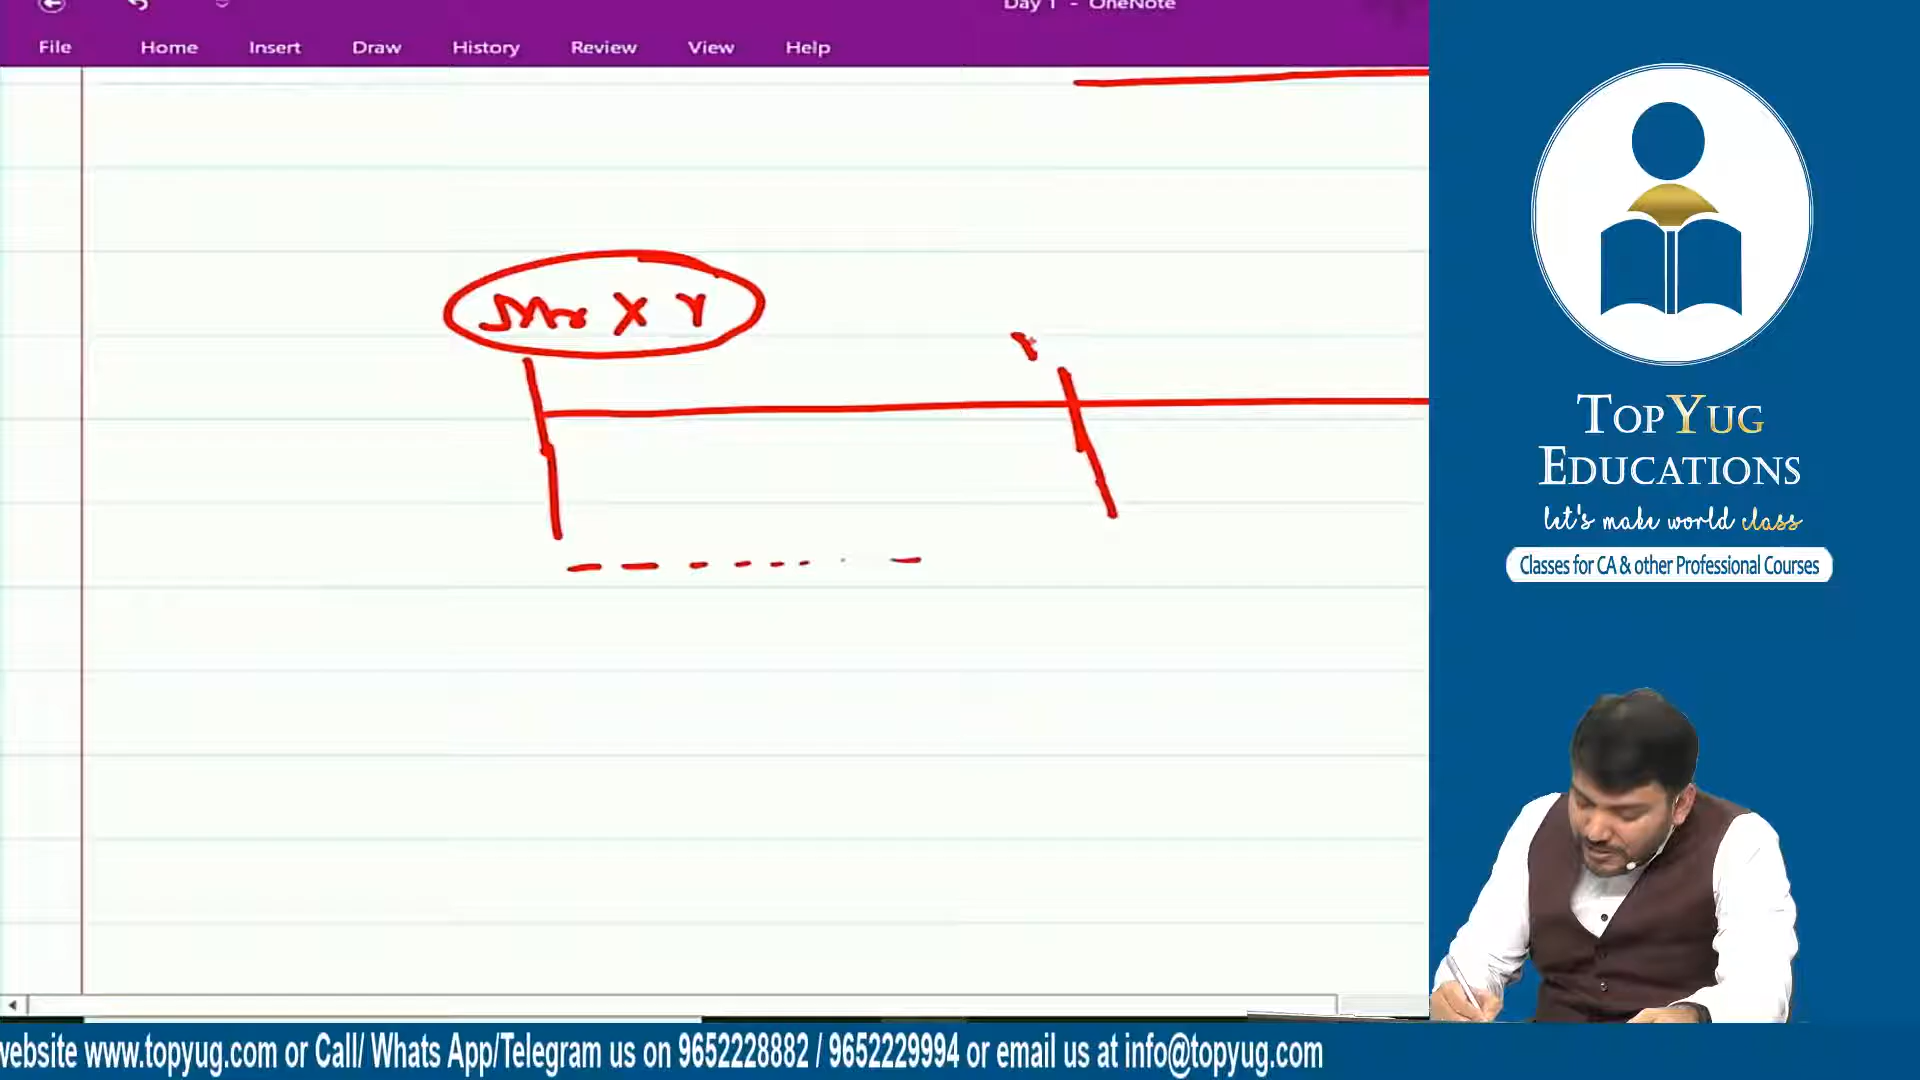 Day 1 - OneNote
File Home Insert Draw History Review View Help
Mr X Y
TOPYUG
EDUCATIONS
let's make world class
Classes for CA & other Professional Courses
website www.topyug.com or Call/ Whats App/Telegram us on 9652228882 / 9652229994 or email us at info@topyug.com